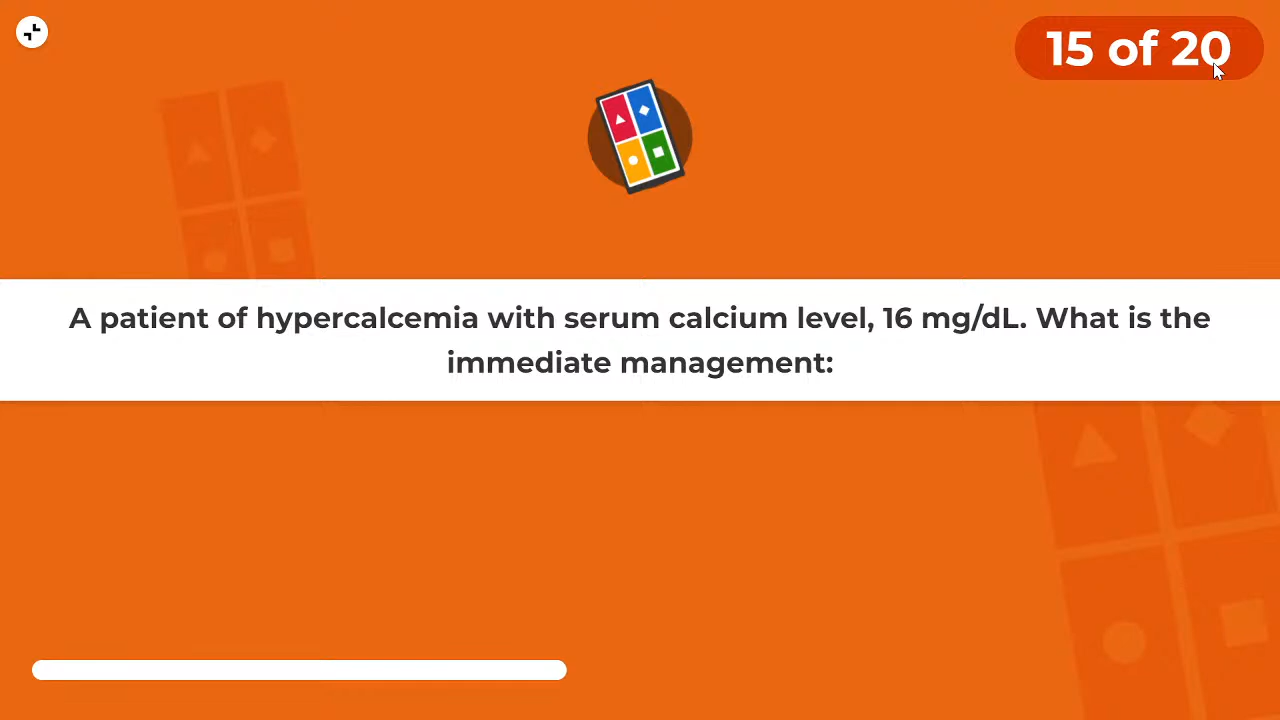 15 of 20
A patient of hypercalcemia with serum calcium level, 16 mg/dL. What is the
immediate management: